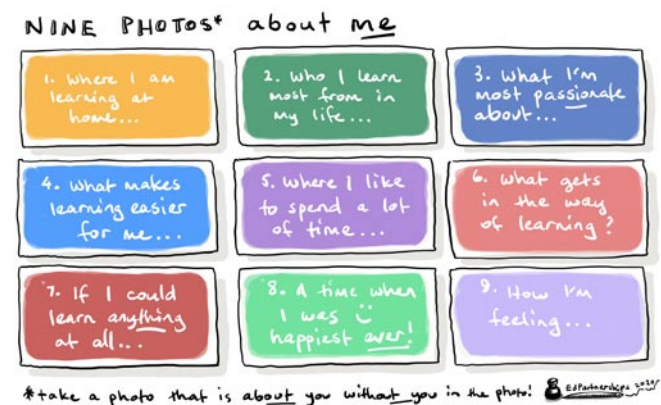 NINE PHOTOS* about me
1. Where I am
learning at
home...
2. Who I learn
most from in
my life...
3. What I'm
most passionate
about...
4. What makes
learning easier
for me...
5. Where I like
to spend a lot
of time...
6. What gets
in the way
of learning?
7. If I could
learn anything
at all...
8. A time when
I was
happiest ever!
9. How I'm
feeling...
*take a photo that is about you without you in the photo!
EdPartnerships 2020